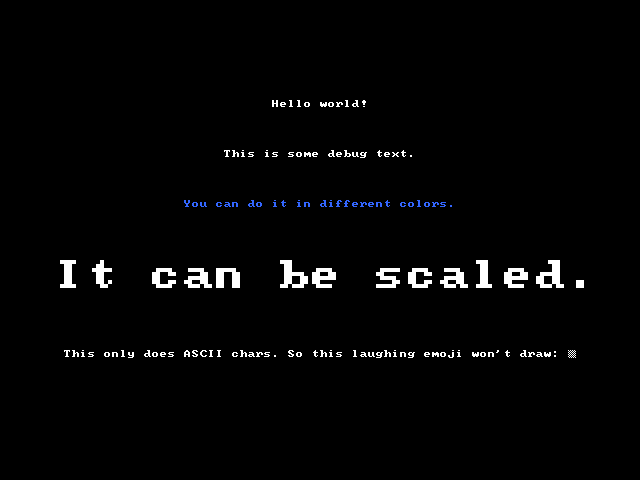 Hello world!
This is some debug text.
You can do it in different colors.
It can be scaled.
This only does ASCII chars. So this laughing emoji won't draw: ▒